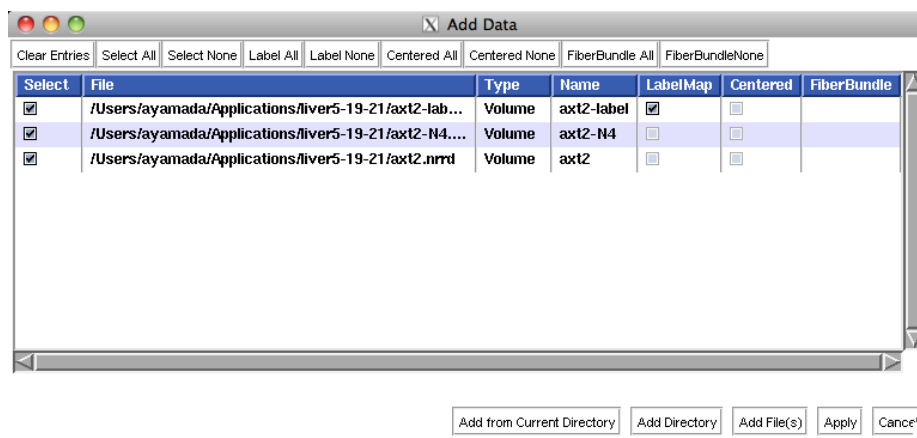 Add Data
Clear Entries Select All Select None Label All Label None Centered All Centered None FiberBundle All FiberBundleNone
Select File Type Name LabelMap Centered FiberBundle
/Users/ayamada/Applications/liver5-19-21/axt2-lab... Volume axt2-label
/Users/ayamada/Applications/liver5-19-21/axt2-N4.... Volume axt2-N4
/Users/ayamada/Applications/liver5-19-21/axt2.nrrd Volume axt2
Add from Current Directory Add Directory Add File(s) Apply Cancel